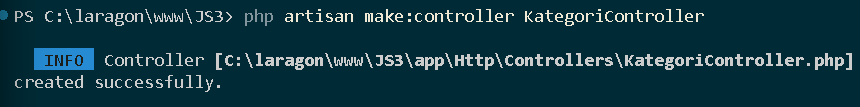 PS C:\laragon\www\JS3> php artisan make:controller KategoriController
INFO Controller [C:\laragon\www\JS3\app\Http\Controllers\KategoriController.php]
created successfully.